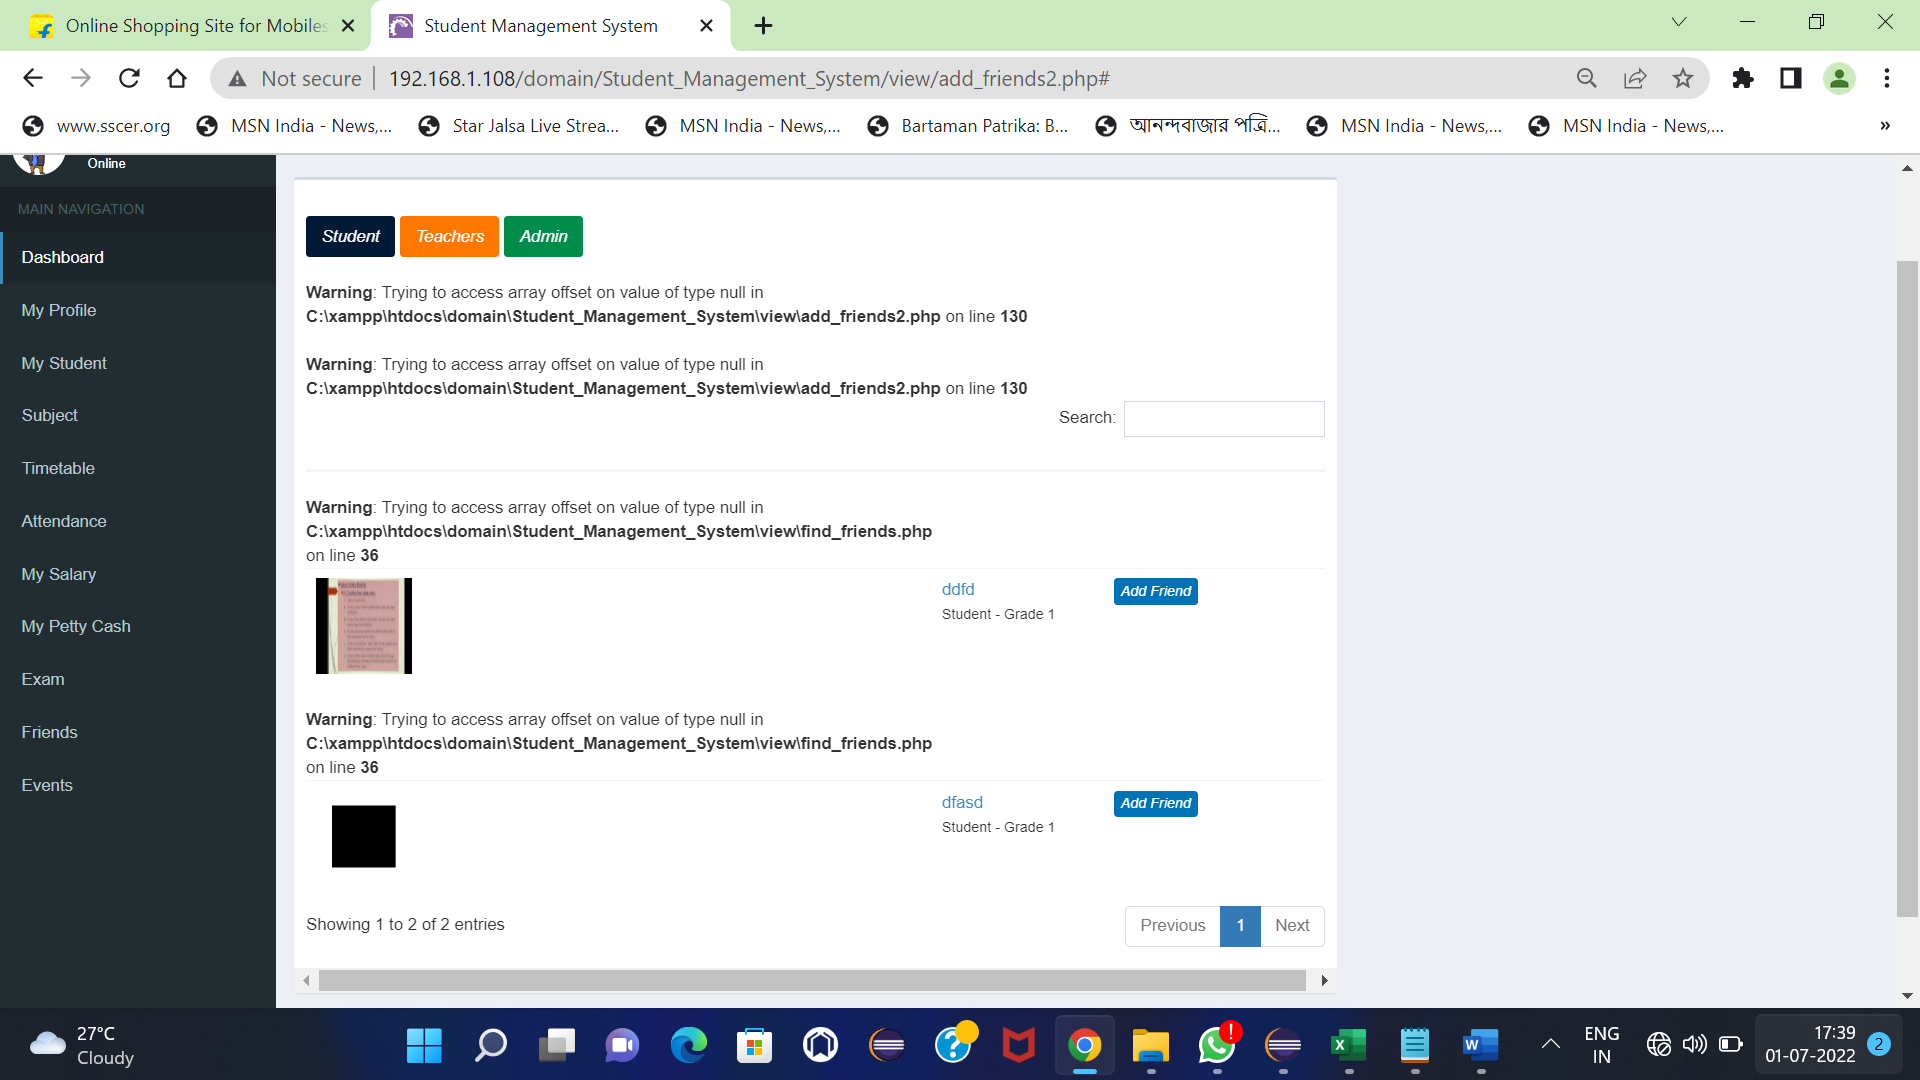 Online Shopping Site for Mobiles
Student Management System
Not secure
192.168.1.108/domain/Student_Management_System/view/add_friends2.php#
www.sscer.org
MSN India - News,...
Star Jalsa Live Strea...
MSN India - News,...
Bartaman Patrika: B...
আনন্দবাজার পত্রি...
MSN India - News,...
MSN India - News,...
»
Online
MAIN NAVIGATION
Dashboard
My Profile
My Student
Subject
Timetable
Attendance
My Salary
My Petty Cash
Exam
Friends
Events
Student
Teachers
Admin
Warning: Trying to access array offset on value of type null in
C:\xampp\htdocs\domain\Student_Management_System\view\add_friends2.php on line 130
Warning: Trying to access array offset on value of type null in
C:\xampp\htdocs\domain\Student_Management_System\view\add_friends2.php on line 130
Search:
Warning: Trying to access array offset on value of type null in
C:\xampp\htdocs\domain\Student_Management_System\view\find_friends.php
on line 36
ddfd
Student - Grade 1
Add Friend
Warning: Trying to access array offset on value of type null in
C:\xampp\htdocs\domain\Student_Management_System\view\find_friends.php
on line 36
dfasd
Student - Grade 1
Add Friend
Showing 1 to 2 of 2 entries
Previous
1
Next
27°C
Cloudy
ENG
IN
17:39
01-07-2022
2